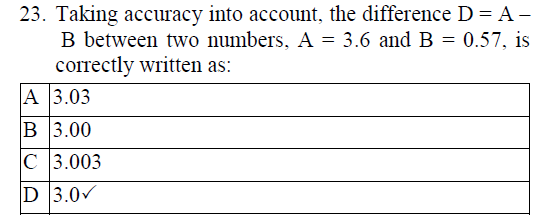 23. Taking accuracy into account, the difference D = A –
B between two numbers, A = 3.6 and B = 0.57, is
correctly written as:
A 3.03
B 3.00
C 3.003
D 3.0✓